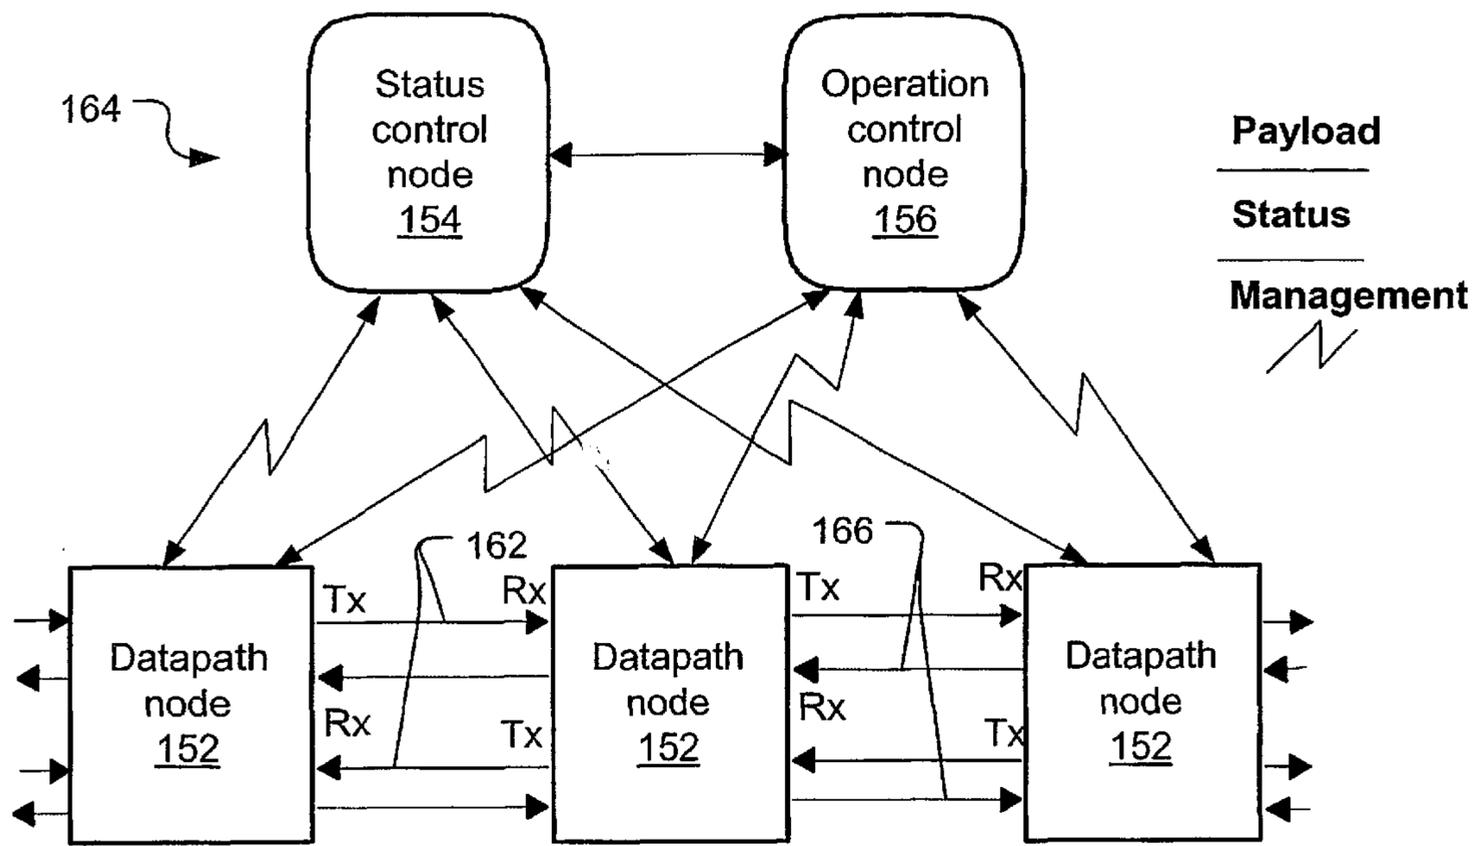 164
Status
control
node
154
Operation
control
node
156
Payload
Status
Management
162
166
Tx
Rx
Tx
Rx
Datapath
node
152
Datapath
node
152
Datapath
node
152
Rx
Tx
Rx
Tx